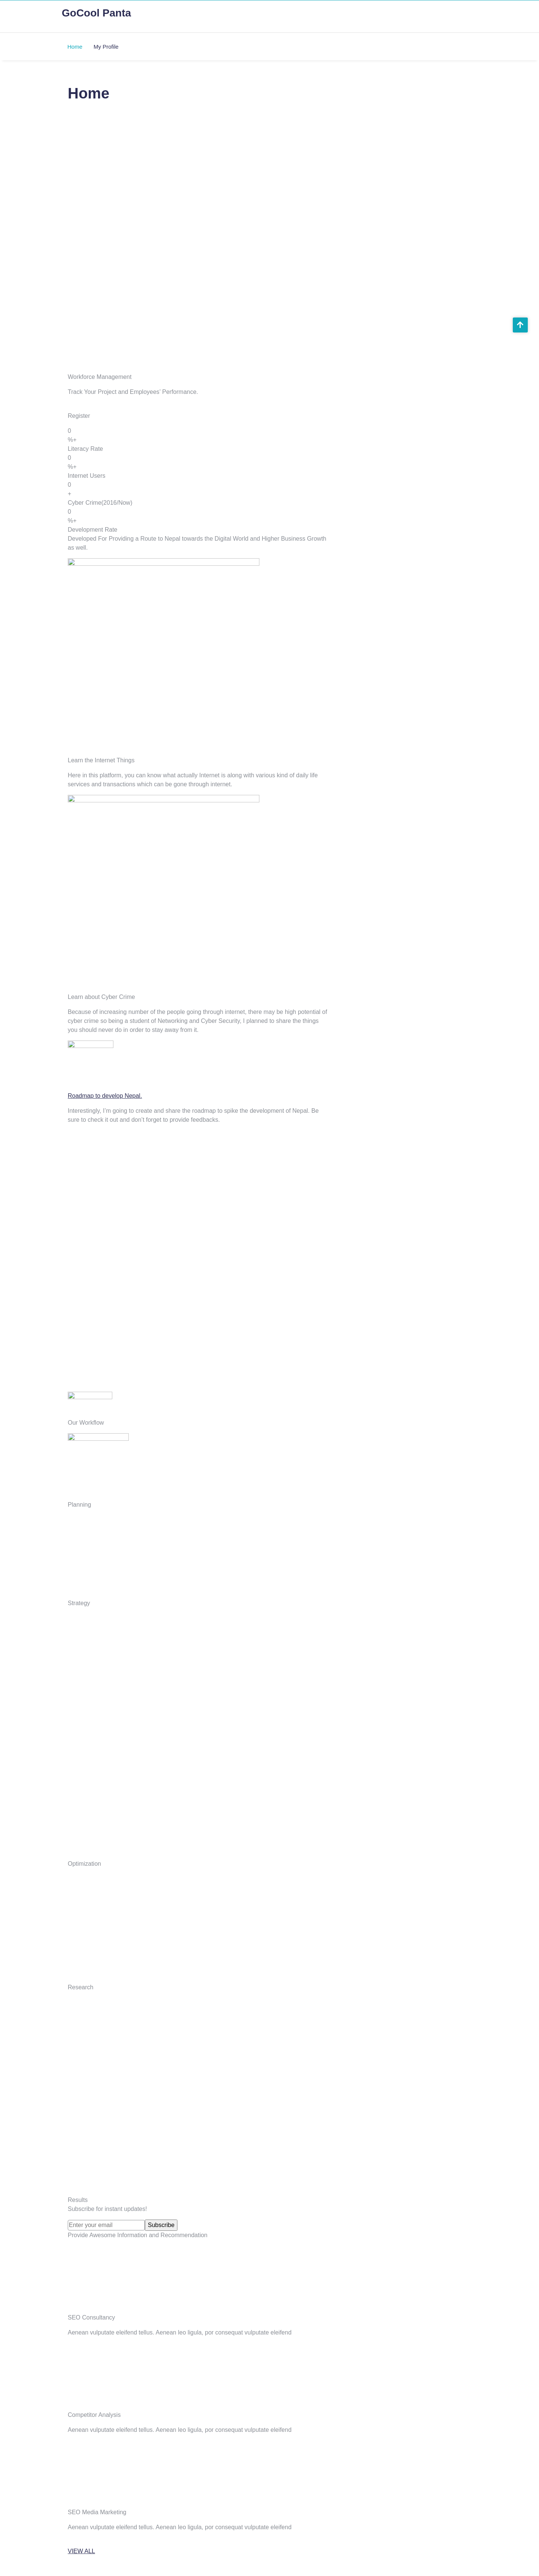 GoCool Panta
Home
My Profile
Home
Workforce Management
Track Your Project and Employees' Performance.
Register
0
%+
Literacy Rate
0
%+
Internet Users
0
+
Cyber Crime(2016/Now)
0
%+
Development Rate
Developed For Providing a Route to Nepal towards the Digital World and Higher Business Growth
as well.
Learn the Internet Things
Here in this platform, you can know what actually Internet is along with various kind of daily life
services and transactions which can be gone through internet.
Learn about Cyber Crime
Because of increasing number of the people going through internet, there may be high potential of
cyber crime so being a student of Networking and Cyber Security, I planned to share the things
you should never do in order to stay away from it.
Roadmap to develop Nepal.
Interestingly, I'm going to create and share the roadmap to spike the development of Nepal. Be
sure to check it out and don't forget to provide feedbacks.
Our Workflow
Planning
Strategy
Optimization
Research
Results
Subscribe for instant updates!
Enter your email
Subscribe
Provide Awesome Information and Recommendation
SEO Consultancy
Aenean vulputate eleifend tellus. Aenean leo ligula, por consequat vulputate eleifend
Competitor Analysis
Aenean vulputate eleifend tellus. Aenean leo ligula, por consequat vulputate eleifend
SEO Media Marketing
Aenean vulputate eleifend tellus. Aenean leo ligula, por consequat vulputate eleifend
VIEW ALL